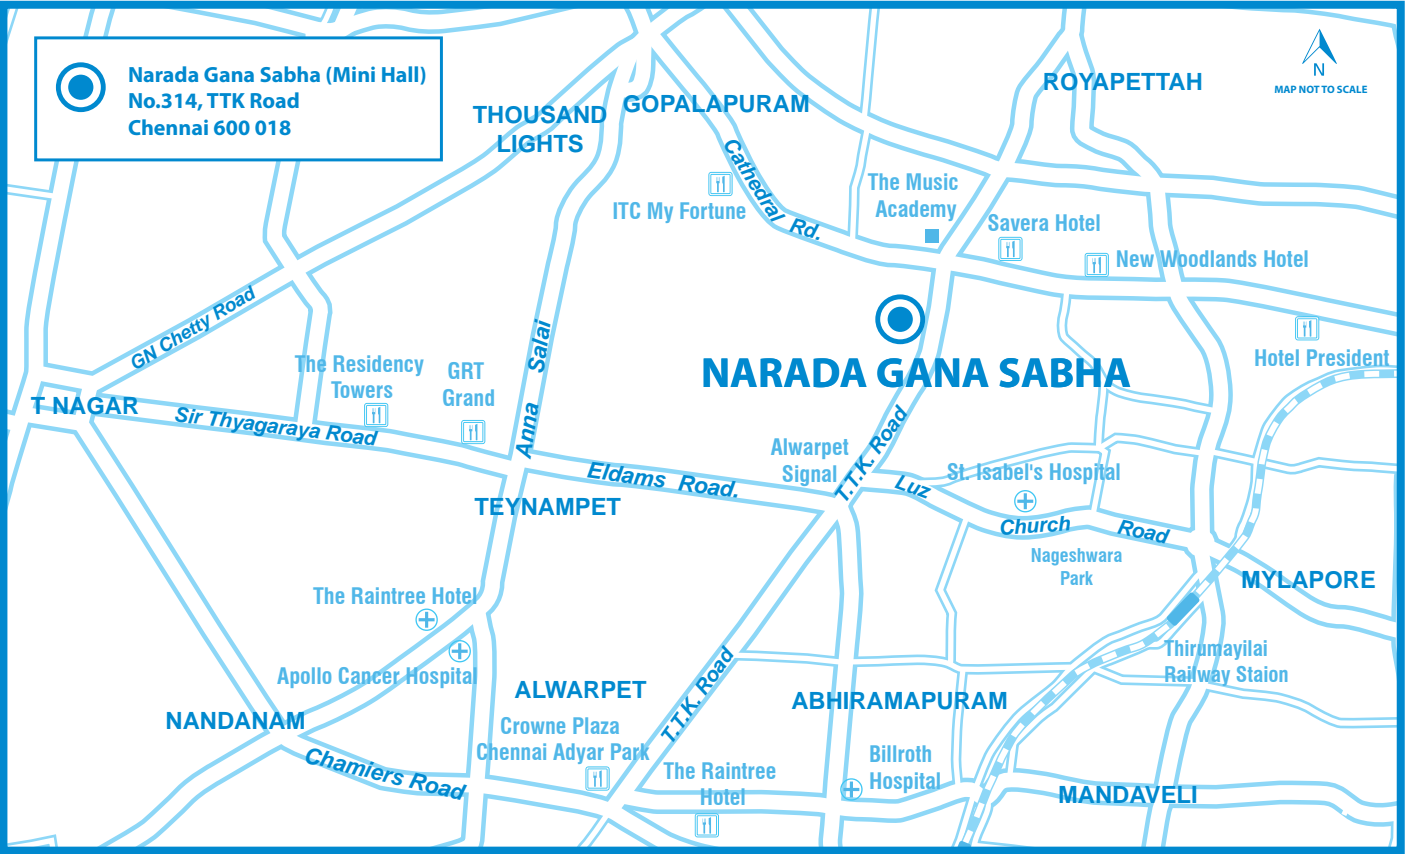 Narada Gana Sabha (Mini Hall)
No.314, TTK Road
Chennai 600 018
N
MAP NOT TO SCALE
ROYAPETTAH
GOPALAPURAM
THOUSAND
LIGHTS
Cathedral Rd.
ITC My Fortune
The Music
Academy
Savera Hotel
New Woodlands Hotel
GN Chetty Road
Anna Salai
Hotel President
The Residency
Towers
GRT
Grand
NARADA GANA SABHA
T NAGAR
Sir Thyagaraya Road
T.T.K. Road
Alwarpet
Signal
Eldams Road.
Luz
Church
Road
St. Isabel's Hospital
TEYNAMPET
Nageshwara
Park
MYLAPORE
The Raintree Hotel
Apollo Cancer Hospital
Thirumayilai
Railway Staion
ALWARPET
T.T.K. Road
ABHIRAMAPURAM
NANDANAM
Crowne Plaza
Chennai Adyar Park
Chamiers Road
The Raintree
Hotel
Billroth
Hospital
MANDAVELI